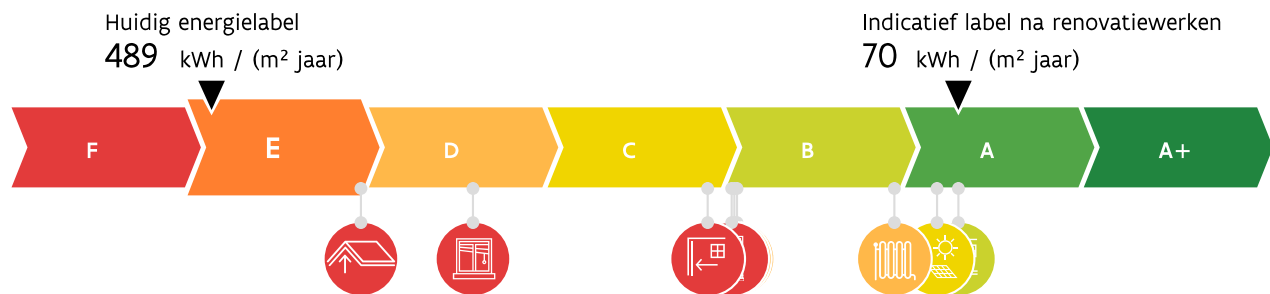 Huidig energielabel
489 kWh / (m² jaar)
Indicatief label na renovatiewerken
70 kWh / (m² jaar)
F E D C B A A+